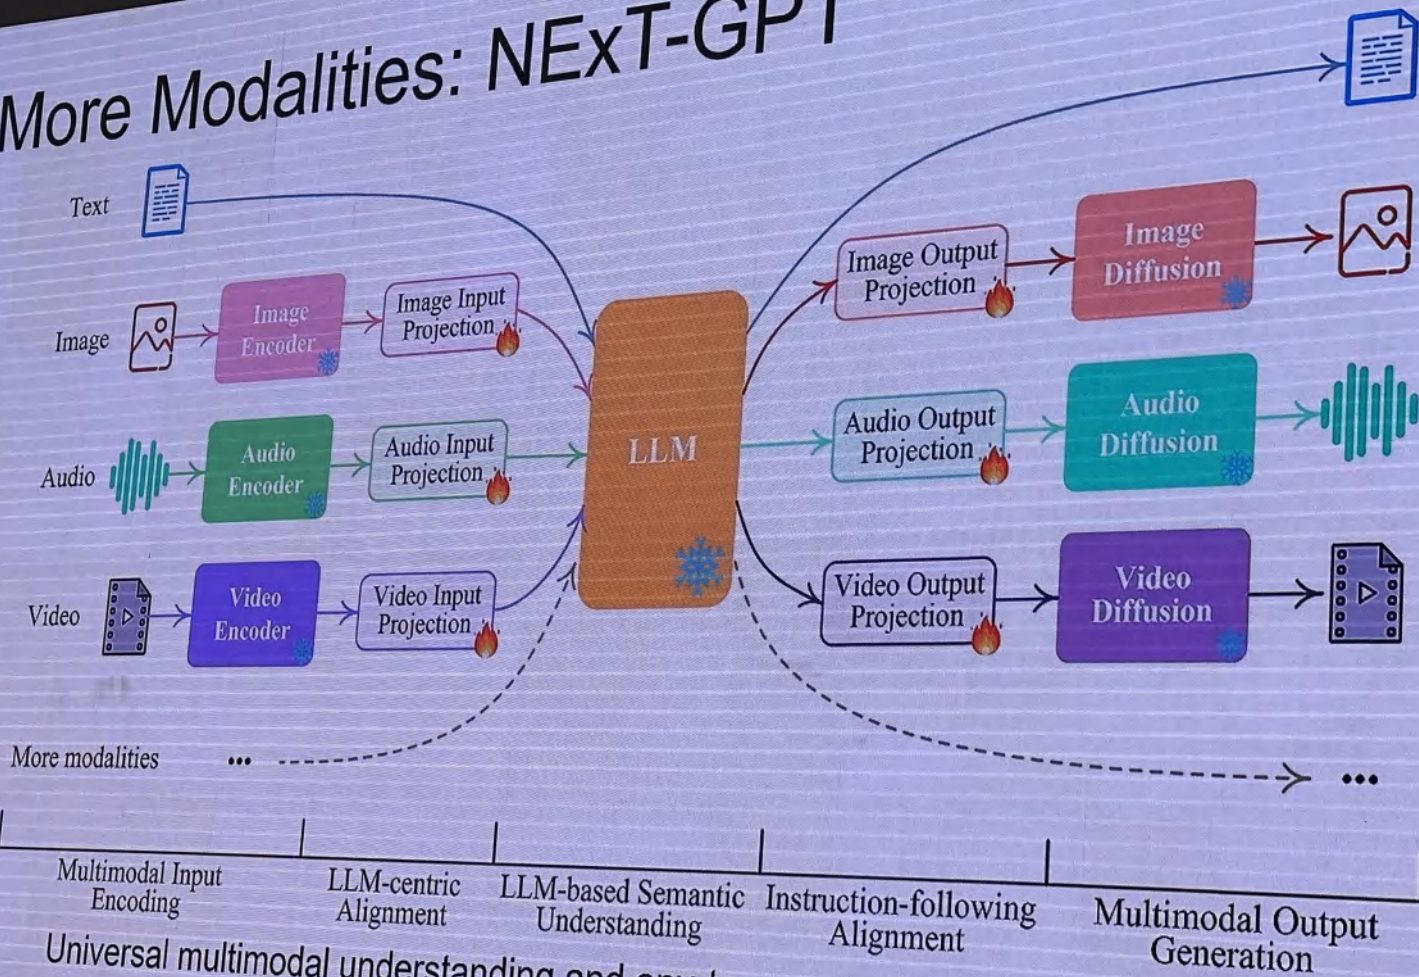 More Modalities: NExT-GPT
Text
Image
Image
Encoder
Image Input
Projection
Audio
Audio
Encoder
Audio Input
Projection
Video
Video
Encoder
Video Input
Projection
More modalities
...
LLM
Image Output
Projection
Image
Diffusion
Audio Output
Projection
Audio
Diffusion
Video Output
Projection
Video
Diffusion
...
Multimodal Input
Encoding
LLM-centric
Alignment
LLM-based Semantic
Understanding
Instruction-following
Alignment
Multimodal Output
Generation
Universal multimodal understanding and